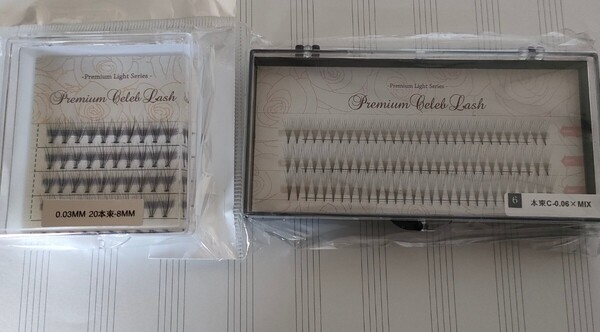 -Premium Light Series-
Premium Celeb Lash
0.03MM 20本束-8MM
-Premium Light Series-
Premium Celeb Lash
6
本束C-0.06×MIX